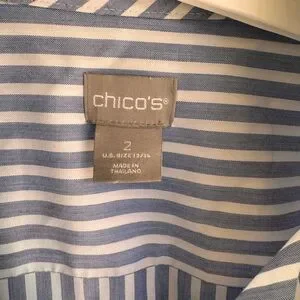 chico's®
2
U.S. SIZE 12/14
MADE IN
THAILAND